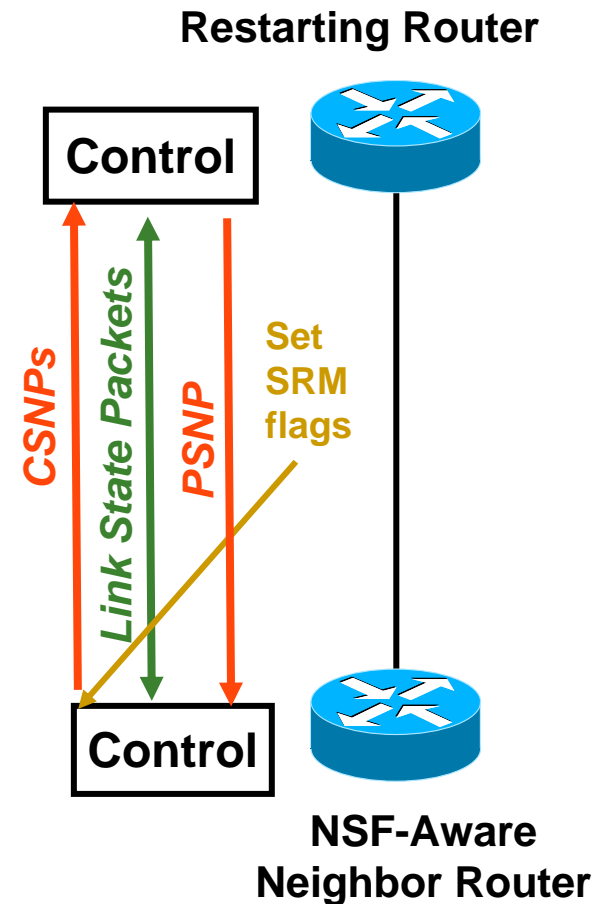 Restarting Router
Control
CSNPs
Link State Packets
PSNP
Set
SRM
flags
Control
NSF-Aware
Neighbor Router